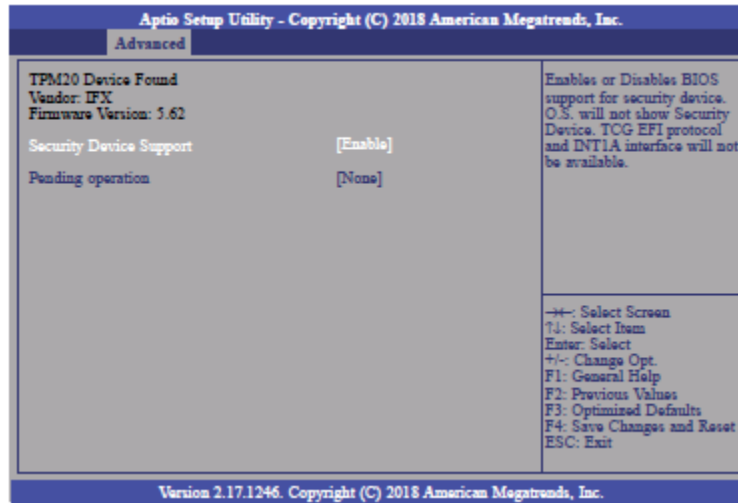 Aptio Setup Utility - Copyright (C) 2018 American Megatrends, Inc.
Advanced
TPM20 Device Found
Vendor: IFX
Firmware Version: 5.62
Security Device Support [Enable]
Pending operation [None]
Enables or Disables BIOS
support for security device.
O.S. will not show Security
Device. TCG EFI protocol
and INT1A interface will not
be available.
→←: Select Screen
↑↓: Select Item
Enter: Select
+/-: Change Opt.
F1: General Help
F2: Previous Values
F3: Optimized Defaults
F4: Save Changes and Reset
ESC: Exit
Version 2.17.1246. Copyright (C) 2018 American Megatrends, Inc.